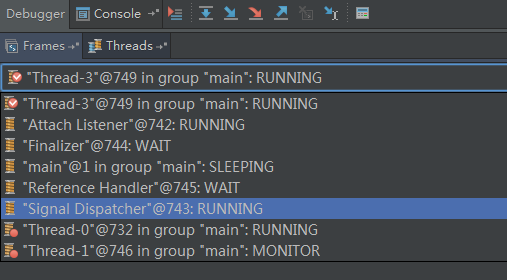 Debugger Console
Frames Threads
"Thread-3"@749 in group "main": RUNNING
"Thread-3"@749 in group "main": RUNNING
"Attach Listener"@742: RUNNING
"Finalizer"@744: WAIT
"main"@1 in group "main": SLEEPING
"Reference Handler"@745: WAIT
"Signal Dispatcher"@743: RUNNING
"Thread-0"@732 in group "main": RUNNING
"Thread-1"@746 in group "main": MONITOR